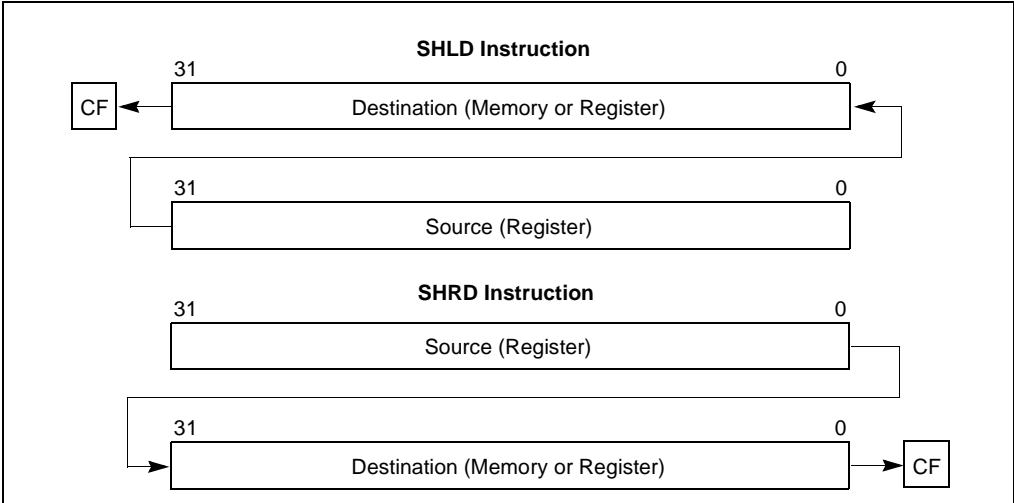 SHLD Instruction
31 0
CF Destination (Memory or Register)
31 0
Source (Register)
SHRD Instruction
31 0
Source (Register)
31 0
Destination (Memory or Register) CF